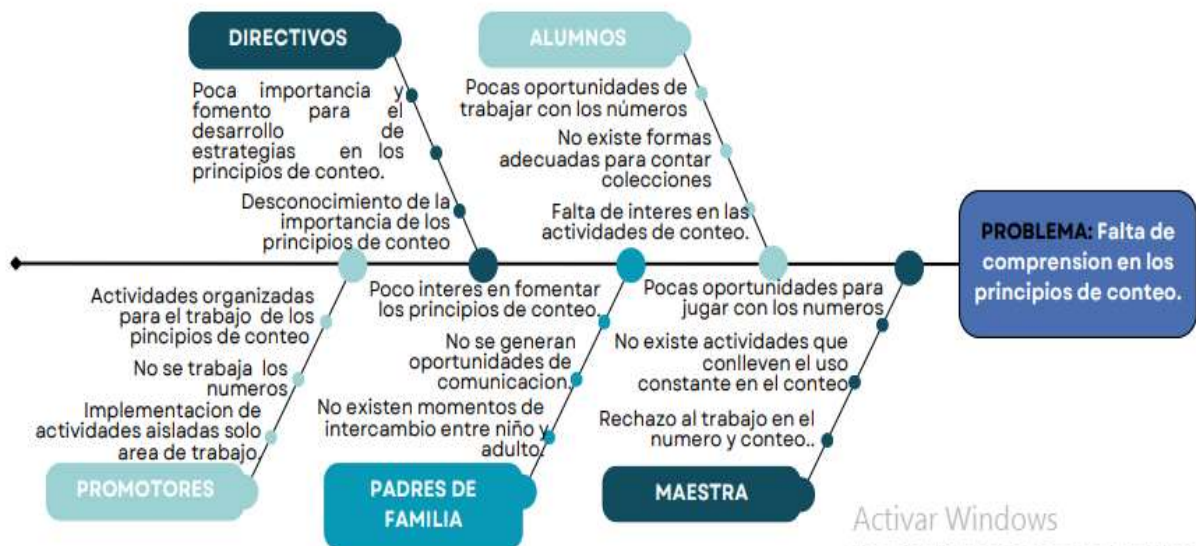 DIRECTIVOS
Poca importancia y
fomento para el
desarrollo de
estrategias en los
principios de conteo.
Desconocimiento de la
importancia de los
principios de conteo
ALUMNOS
Pocas oportunidades de
trabajar con los números
No existe formas
adecuadas para contar
colecciones
Falta de interes en las
actividades de conteo.
PROBLEMA: Falta de
comprension en los
principios de conteo.
Actividades organizadas
para el trabajo de los
pincipios de conteo
No se trabaja los
numeros
Implementacion de
actividades aisladas solo
area de trabajo.
PROMOTORES
Poco interes en fomentar
los principios de conteo.
No se generan
oportunidades de
comunicacion.
No existen momentos de
intercambio entre niño y
adulto.
PADRES DE
FAMILIA
Pocas oportunidades para
jugar con los numeros
No existe actividades que
conlleven el uso
constante en el conteo
Rechazo al trabajo en el
numero y conteo..
MAESTRA
Activar Windows